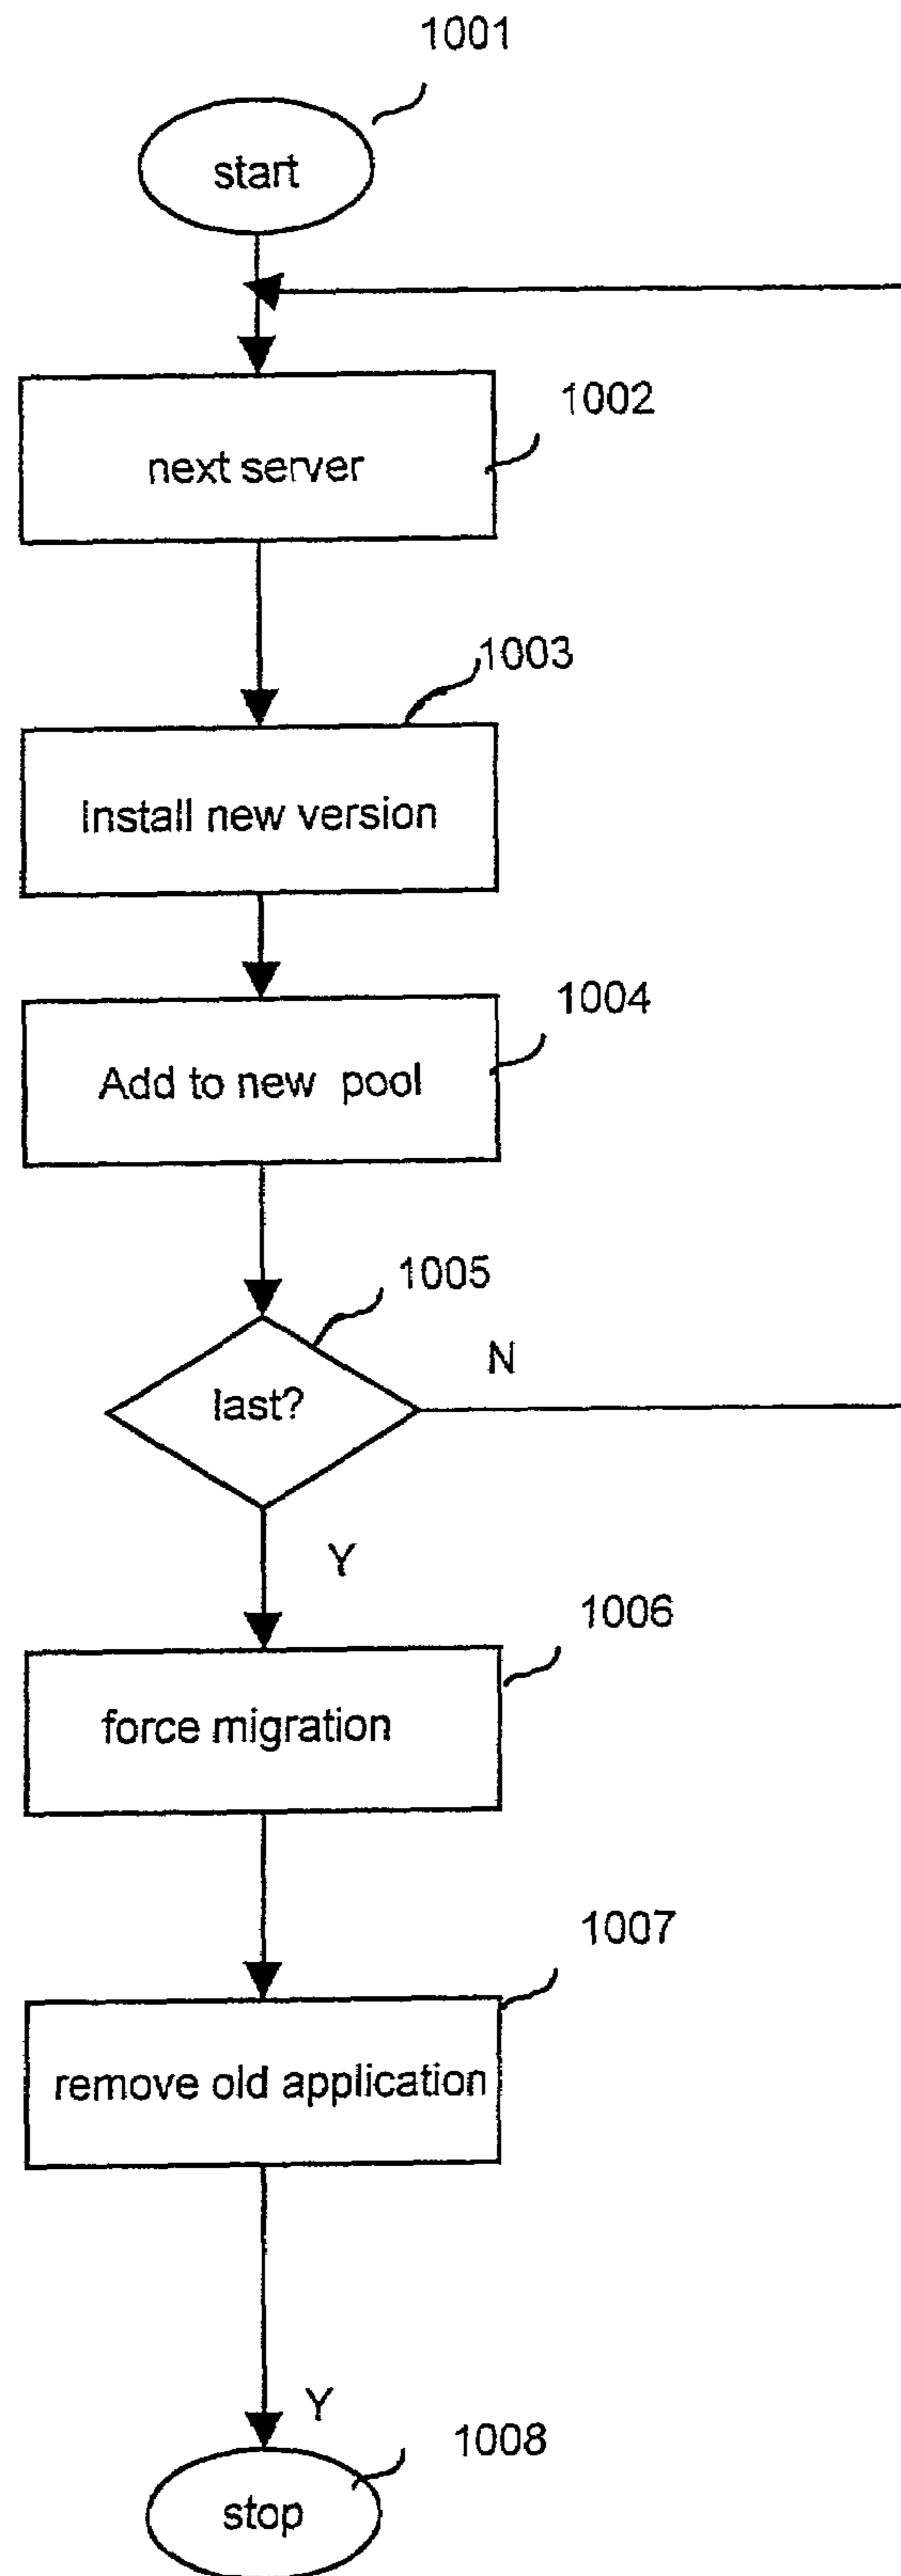 1001
start
1002
next server
1003
Install new version
1004
Add to new pool
1005
last?
N
Y
1006
force migration
1007
remove old application
Y
1008
stop